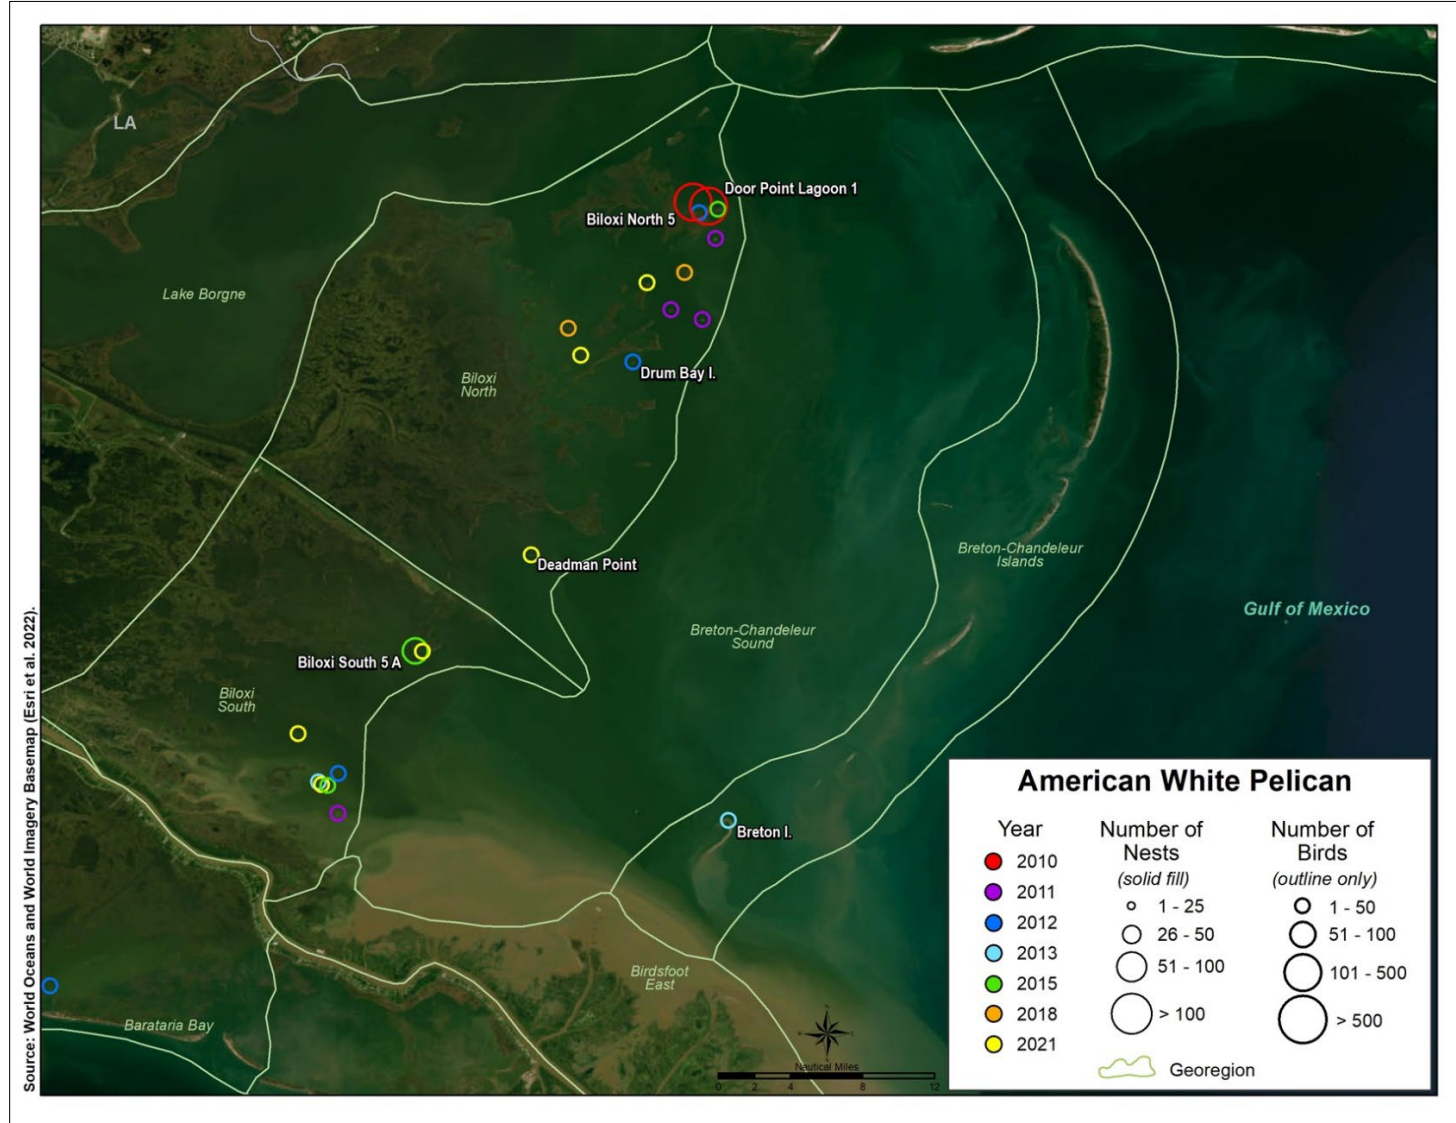 LA
Door Point Lagoon 1
Biloxi North 5
Lake Borgne
Drum Bay I.
Biloxi
North
Breton-Chandeleur
Islands
Deadman Point
Gulf of Mexico
Breton-Chandeleur
Sound
Biloxi South 5 A
Biloxi
South
Breton I.
Birdsfoot
East
Barataria Bay
N
Nautical Miles
0 2 4 8 12
American White Pelican
Year
2010
2011
2012
2013
2015
2018
2021
Number of
Nests
(solid fill)
1 - 25
26 - 50
51 - 100
> 100
Number of
Birds
(outline only)
1 - 50
51 - 100
101 - 500
> 500
Georegion
Source: World Oceans and World Imagery Basemap (Esri et al. 2022).